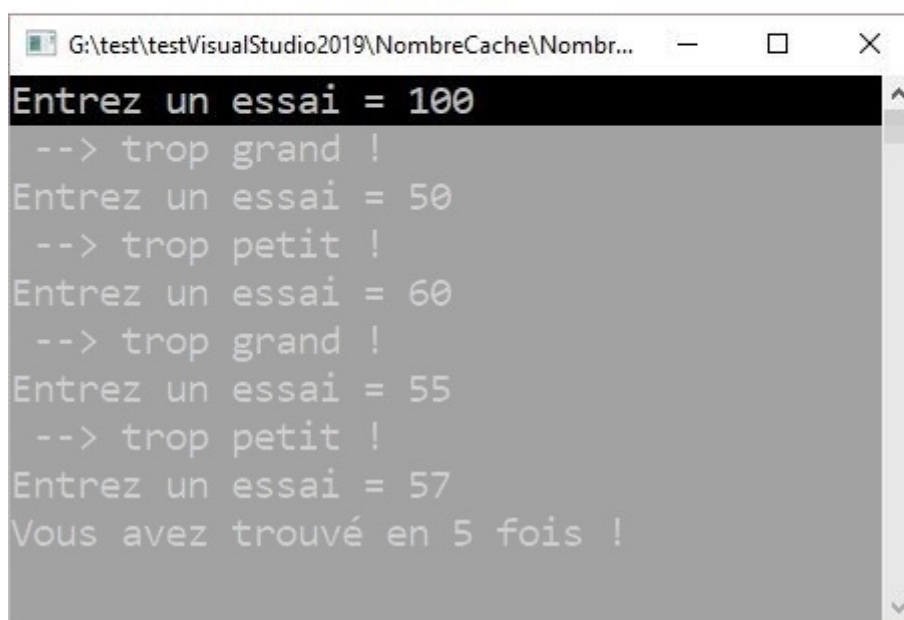 G:\test\testVisualStudio2019\NombreCache\Nombr...
Entrez un essai = 100
--> trop grand !
Entrez un essai = 50
--> trop petit !
Entrez un essai = 60
--> trop grand !
Entrez un essai = 55
--> trop petit !
Entrez un essai = 57
Vous avez trouvé en 5 fois !